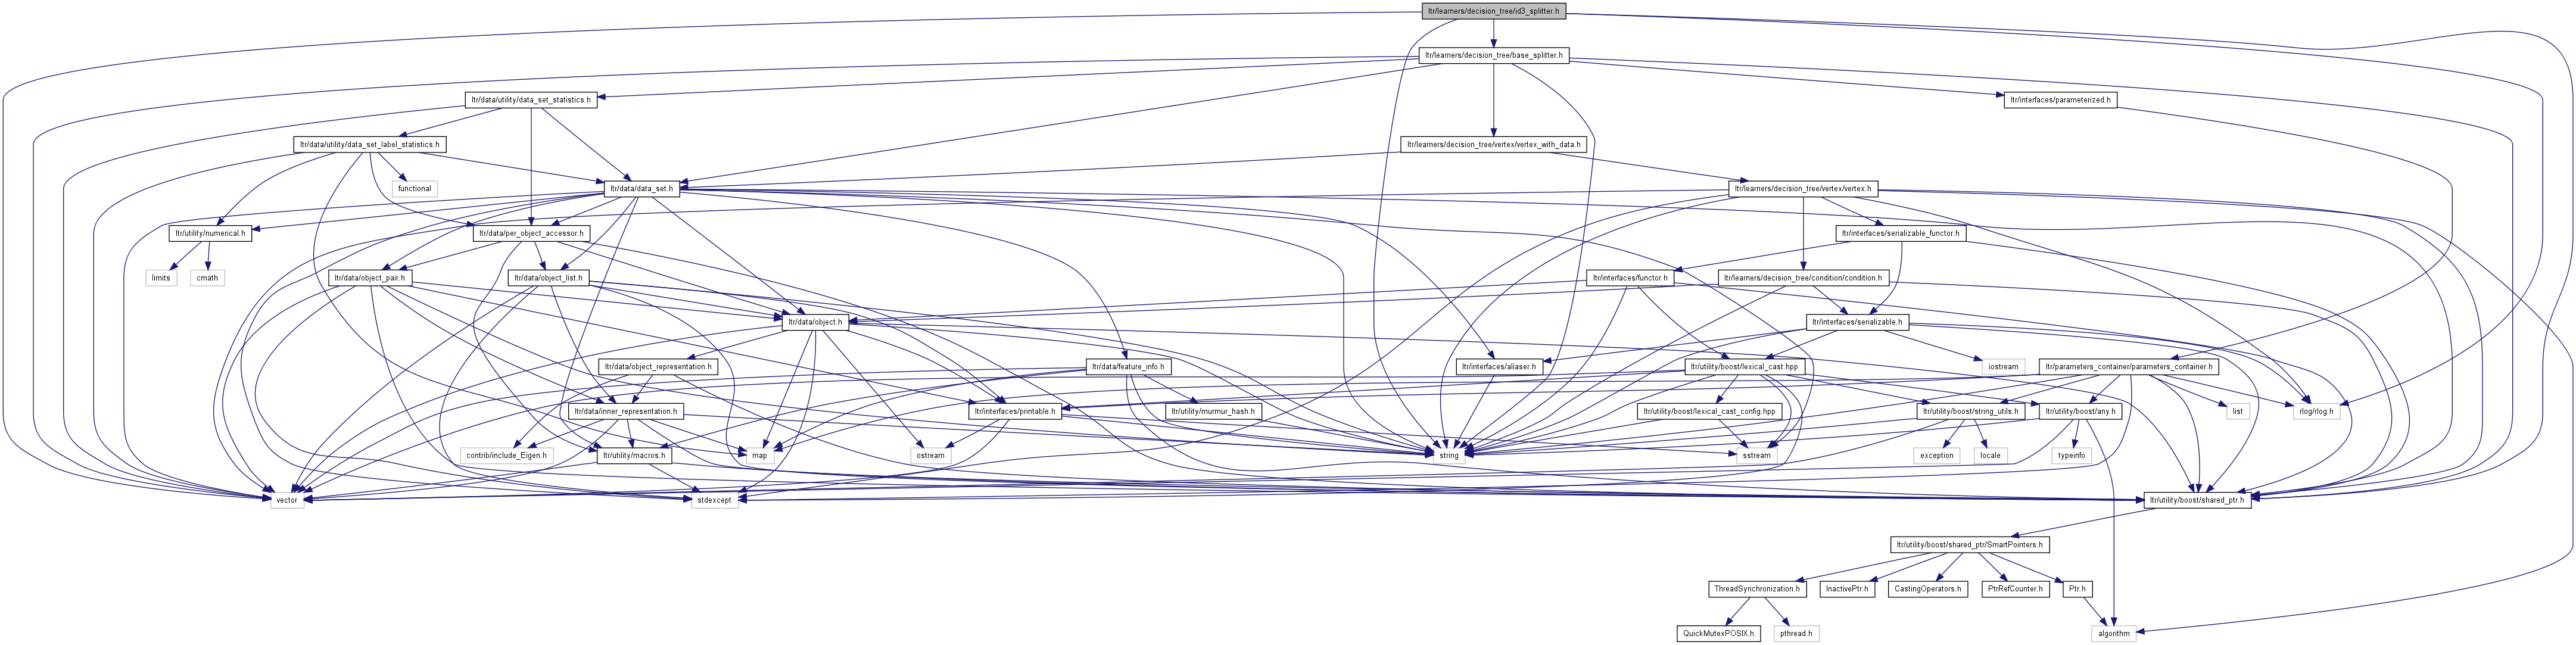 ltr/learners/decision_tree/id3_splitter.h
ltr/learners/decision_tree/base_splitter.h
ltr/data/utility/data_set_statistics.h
ltr/interfaces/parameterized.h
ltr/data/utility/data_set_label_statistics.h
ltr/learners/decision_tree/vertex/vertex_with_data.h
functional
ltr/data/data_set.h
ltr/learners/decision_tree/vertex/vertex.h
ltr/utility/numerical.h
ltr/data/per_object_accessor.h
ltr/interfaces/serializable_functor.h
limits
cmath
ltr/data/object_pair.h
ltr/data/object_list.h
ltr/interfaces/functor.h
ltr/learners/decision_tree/condition/condition.h
ltr/data/object.h
ltr/interfaces/serializable.h
ltr/data/object_representation.h
ltr/data/feature_info.h
ltr/interfaces/aliaser.h
ltr/utility/boost/lexical_cast.hpp
iostream
ltr/parameters_container/parameters_container.h
ltr/data/inner_representation.h
ltr/interfaces/printable.h
ltr/utility/murmur_hash.h
ltr/utility/boost/lexical_cast_config.hpp
ltr/utility/boost/string_utils.h
ltr/utility/boost/any.h
list
rlog/rlog.h
contrib/include_Eigen.h
ltr/utility/macros.h
map
ostream
string
sstream
exception
locale
typeinfo
vector
stdexcept
ltr/utility/boost/shared_ptr.h
ltr/utility/boost/shared_ptr/SmartPointers.h
ThreadSynchronization.h
InactivePtr.h
CastingOperators.h
PtrRefCounter.h
Ptr.h
QuickMutexPOSIX.h
pthread.h
algorithm